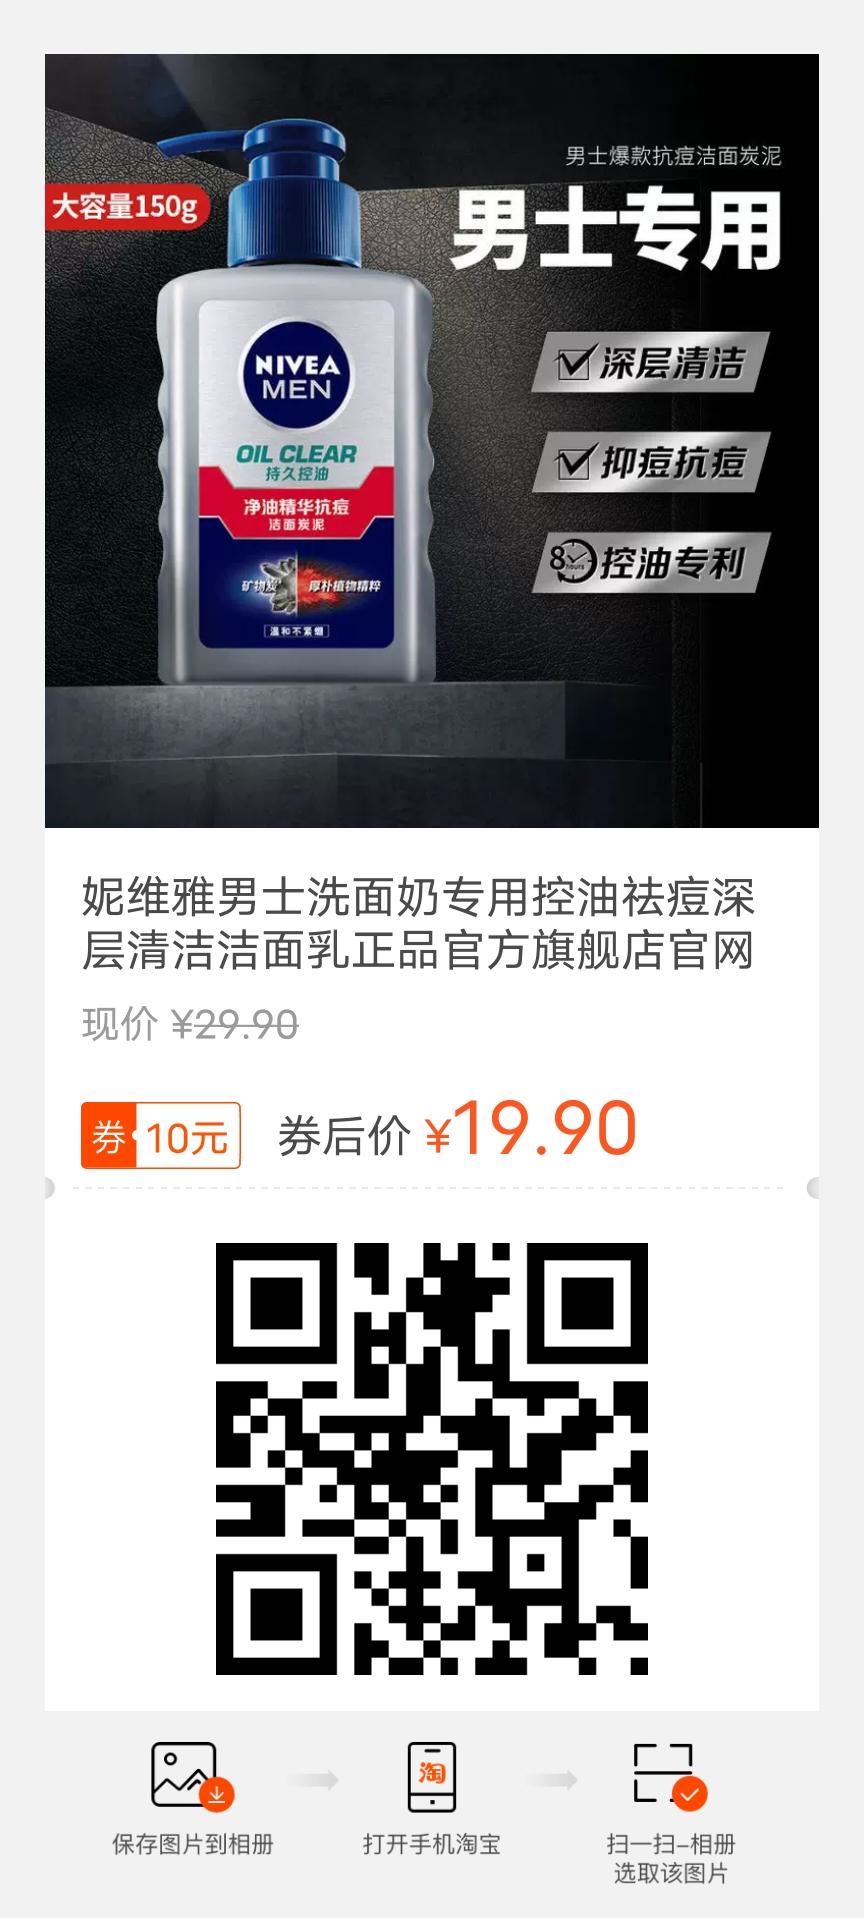 男士爆款抗痘洁面炭泥
大容量150g
男士专用
NIVEA
MEN
OIL CLEAR
持久控油
净油精华抗痘
洁面炭泥
矿物炭
厚朴植物精粹
温和不紧绷
深层清洁
抑痘抗痘
8 hours
控油专利
妮维雅男士洗面奶专用控油祛痘深
层清洁洁面乳正品官方旗舰店官网
现价 ¥29.90
券 10元 券后价 ¥19.90
淘
保存图片到相册
打开手机淘宝
扫一扫-相册
选取该图片